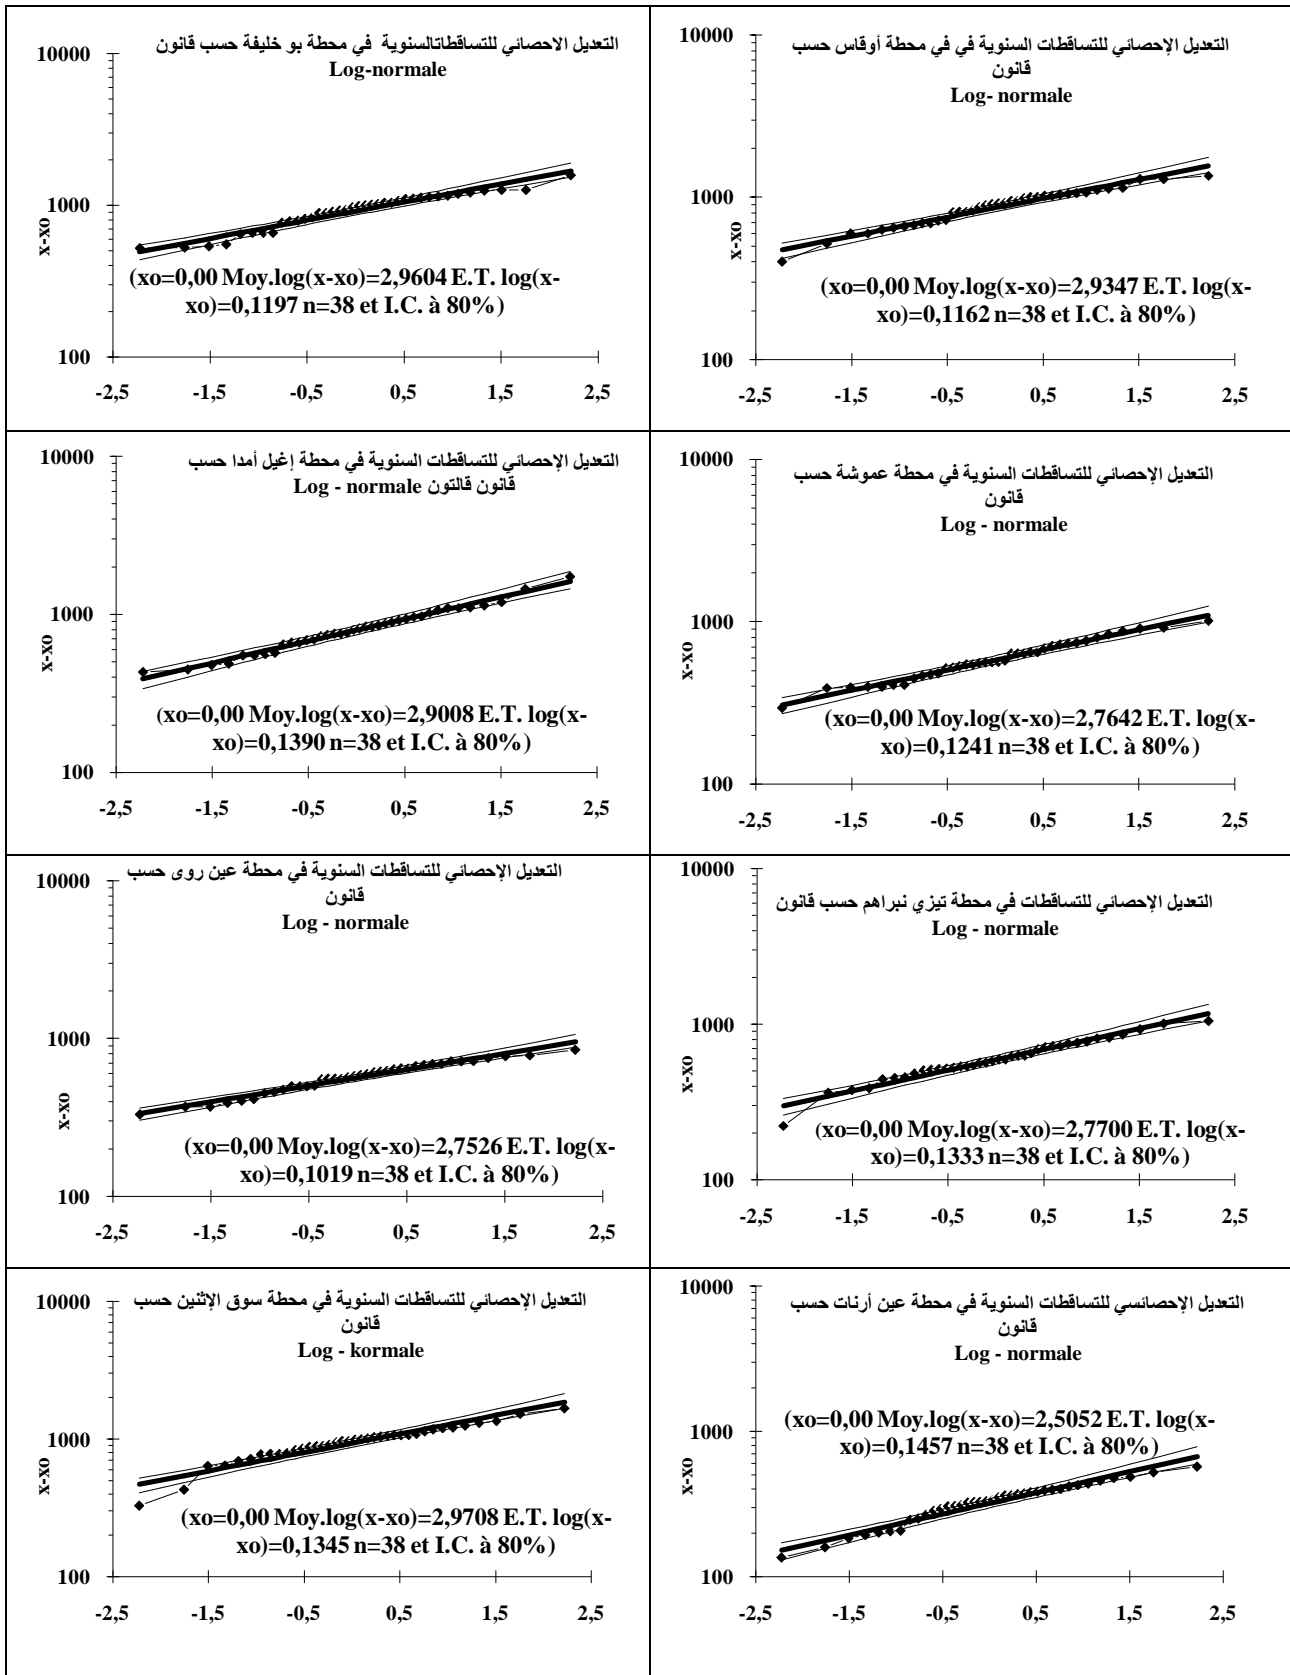 التعديل الاحصائي للتساقطاتالسنوية في محطة بو خليفة حسب قانون
Log-normale
10000
1000
100
x-xo
(xo=0,00 Moy.log(x-xo)=2,9604 E.T. log(x-
xo)=0,1197 n=38 et I.C. à 80%)
-2,5 -1,5 -0,5 0,5 1,5 2,5
التعديل الإحصائي للتساقطات السنوية في في محطة أوقاس حسب
قانون
Log- normale
10000
1000
100
x-xo
(xo=0,00 Moy.log(x-xo)=2,9347 E.T. log(x-
xo)=0,1162 n=38 et I.C. à 80%)
-2,5 -1,5 -0,5 0,5 1,5 2,5
التعديل الإحصائي للتساقطات السنوية في محطة إغيل أمدا حسب
قانون قالتون Log - normale
10000
1000
100
x-xo
(xo=0,00 Moy.log(x-xo)=2,9008 E.T. log(x-
xo)=0,1390 n=38 et I.C. à 80%)
-2,5 -1,5 -0,5 0,5 1,5 2,5
التعديل الإحصائي للتساقطات السنوية في محطة عموشة حسب
قانون
Log - normale
10000
1000
100
x-xo
(xo=0,00 Moy.log(x-xo)=2,7642 E.T. log(x-
xo)=0,1241 n=38 et I.C. à 80%)
-2,5 -1,5 -0,5 0,5 1,5 2,5
التعديل الإحصائي للتساقطات السنوية في محطة عين روى حسب
قانون
Log - normale
10000
1000
100
x-xo
(xo=0,00 Moy.log(x-xo)=2,7526 E.T. log(x-
xo)=0,1019 n=38 et I.C. à 80%)
-2,5 -1,5 -0,5 0,5 1,5 2,5
التعديل الإحصائي للتساقطات في محطة تيزي نبراهم حسب قانون
Log - normale
10000
1000
100
x-xo
(xo=0,00 Moy.log(x-xo)=2,7700 E.T. log(x-
xo)=0,1333 n=38 et I.C. à 80%)
-2,5 -1,5 -0,5 0,5 1,5 2,5
التعديل الإحصائي للتساقطات السنوية في محطة سوق الإثنين حسب
قانون
Log - kormale
10000
1000
100
x-xo
(xo=0,00 Moy.log(x-xo)=2,9708 E.T. log(x-
xo)=0,1345 n=38 et I.C. à 80%)
-2,5 -1,5 -0,5 0,5 1,5 2,5
التعديل الإحصائسي للتساقطات السنوية في محطة عين أرنات حسب
قانون
Log - normale
10000
1000
100
x-xo
(xo=0,00 Moy.log(x-xo)=2,5052 E.T. log(x-
xo)=0,1457 n=38 et I.C. à 80%)
-2,5 -1,5 -0,5 0,5 1,5 2,5